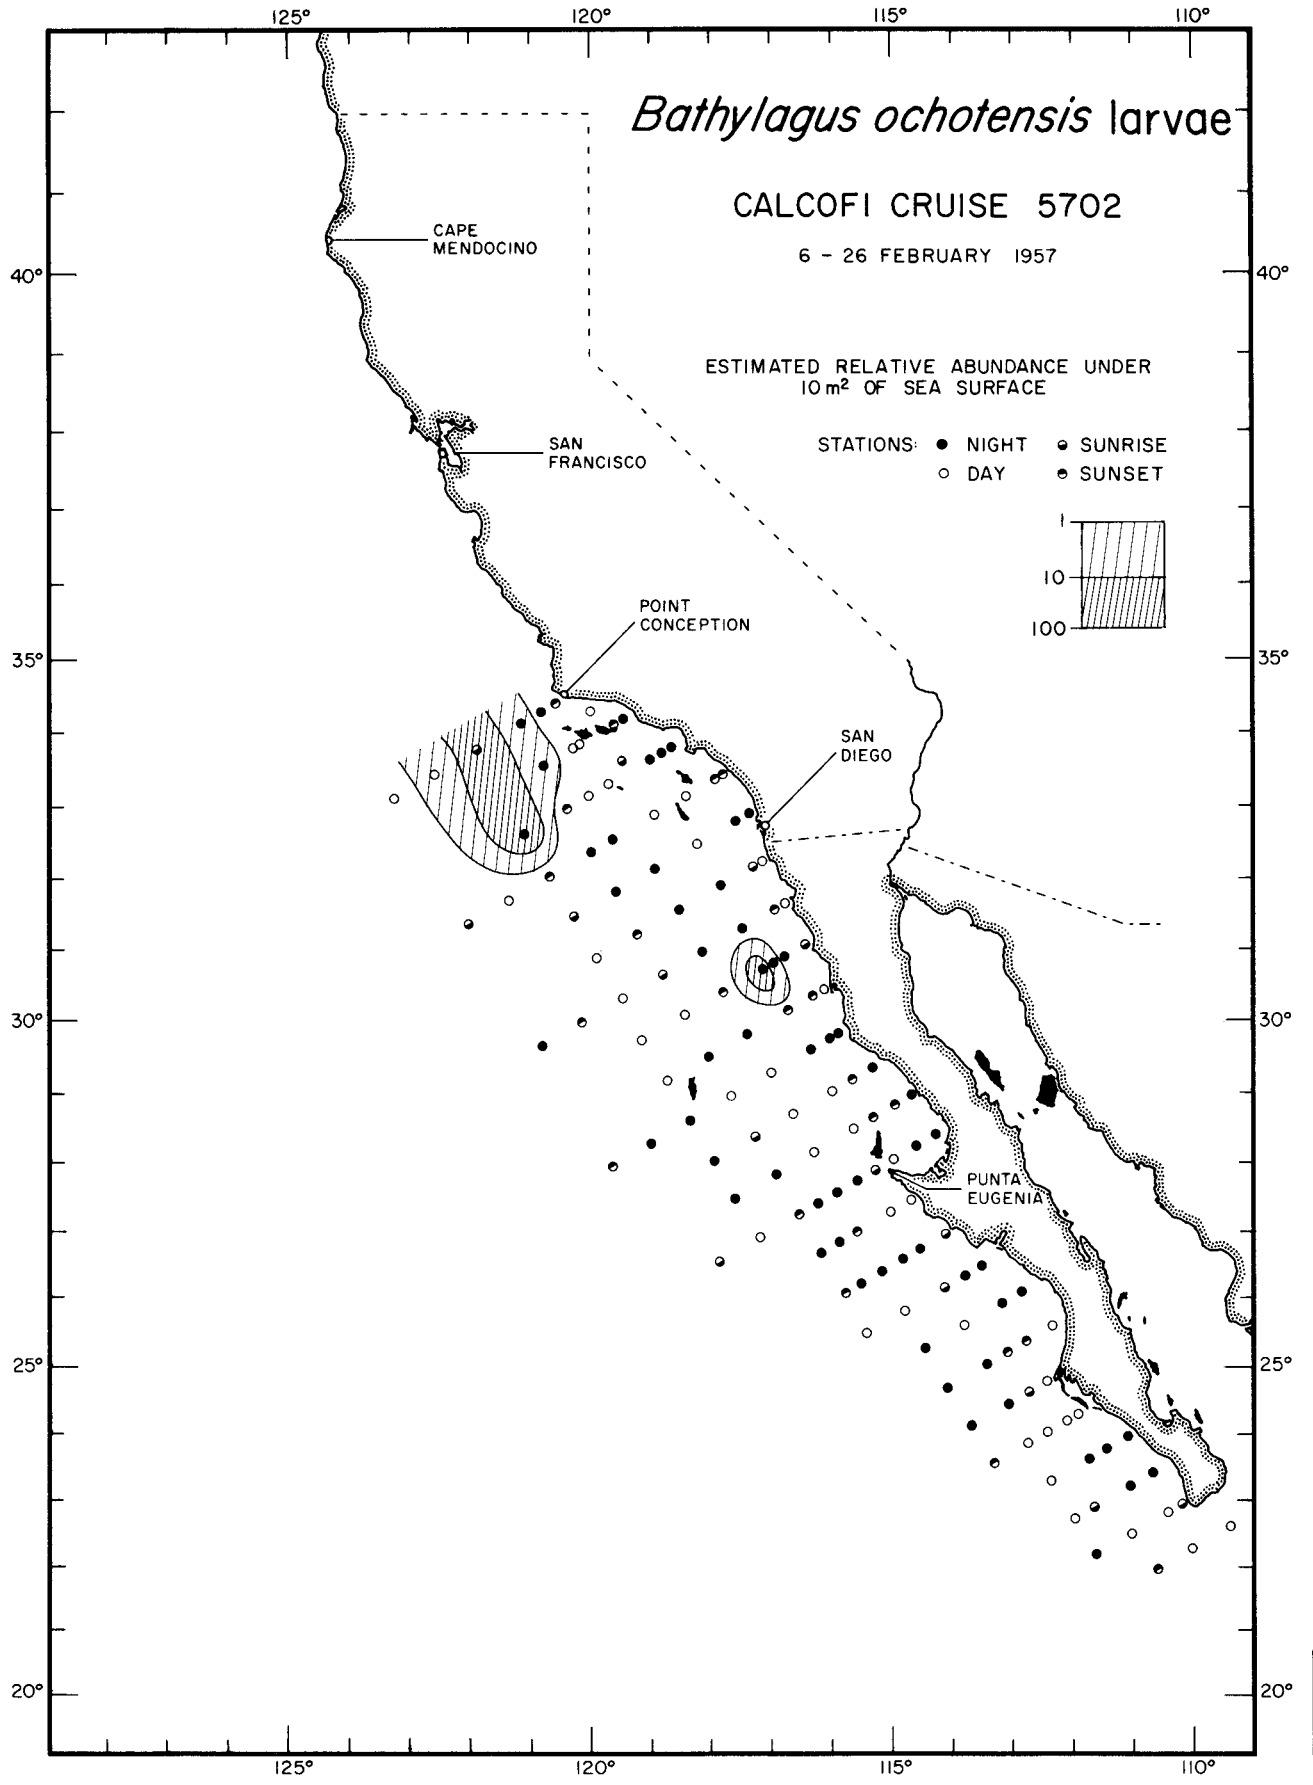 125° 120° 115° 110°
Bathylagus ochotensis larvae
CALCOFI CRUISE 5702
6 - 26 FEBRUARY 1957
CAPE
MENDOCINO
40° 40°
ESTIMATED RELATIVE ABUNDANCE UNDER
10 m² OF SEA SURFACE
STATIONS: ● NIGHT SUNRISE
○ DAY SUNSET
SAN
FRANCISCO
1
10
100
POINT
CONCEPTION
35° 35°
SAN
DIEGO
30° 30°
PUNTA
EUGENIA
25° 25°
20° 20°
125° 120° 115° 110°